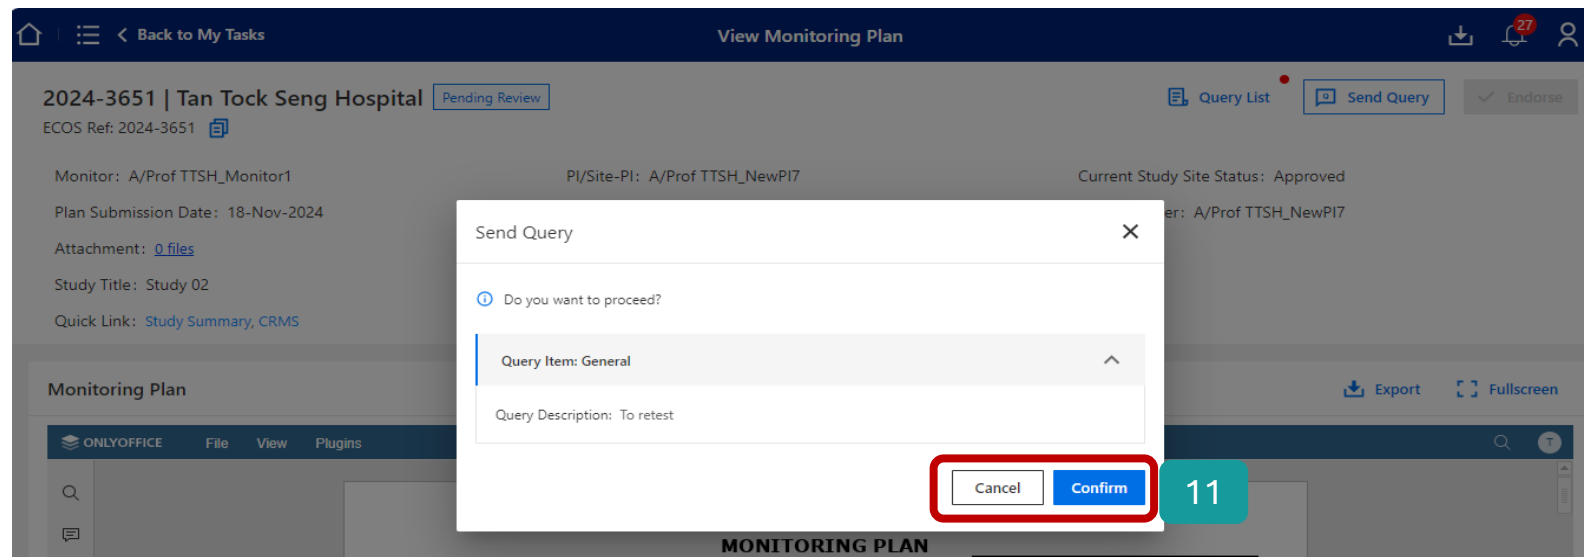 Back to My Tasks
View Monitoring Plan
27
2024-3651 | Tan Tock Seng Hospital
Pending Review
Query List
Send Query
Endorse
ECOS Ref: 2024-3651
Monitor: A/Prof TTSH_Monitor1
PI/Site-PI: A/Prof TTSH_NewPI7
Current Study Site Status: Approved
Plan Submission Date: 18-Nov-2024
er: A/Prof TTSH_NewPI7
Attachment: 0 files
Study Title: Study 02
Quick Link: Study Summary, CRMS
Send Query
Do you want to proceed?
Query Item: General
Query Description: To retest
Cancel
Confirm
11
Monitoring Plan
Export
Fullscreen
ONLYOFFICE
File
View
Plugins
T
MONITORING PLAN